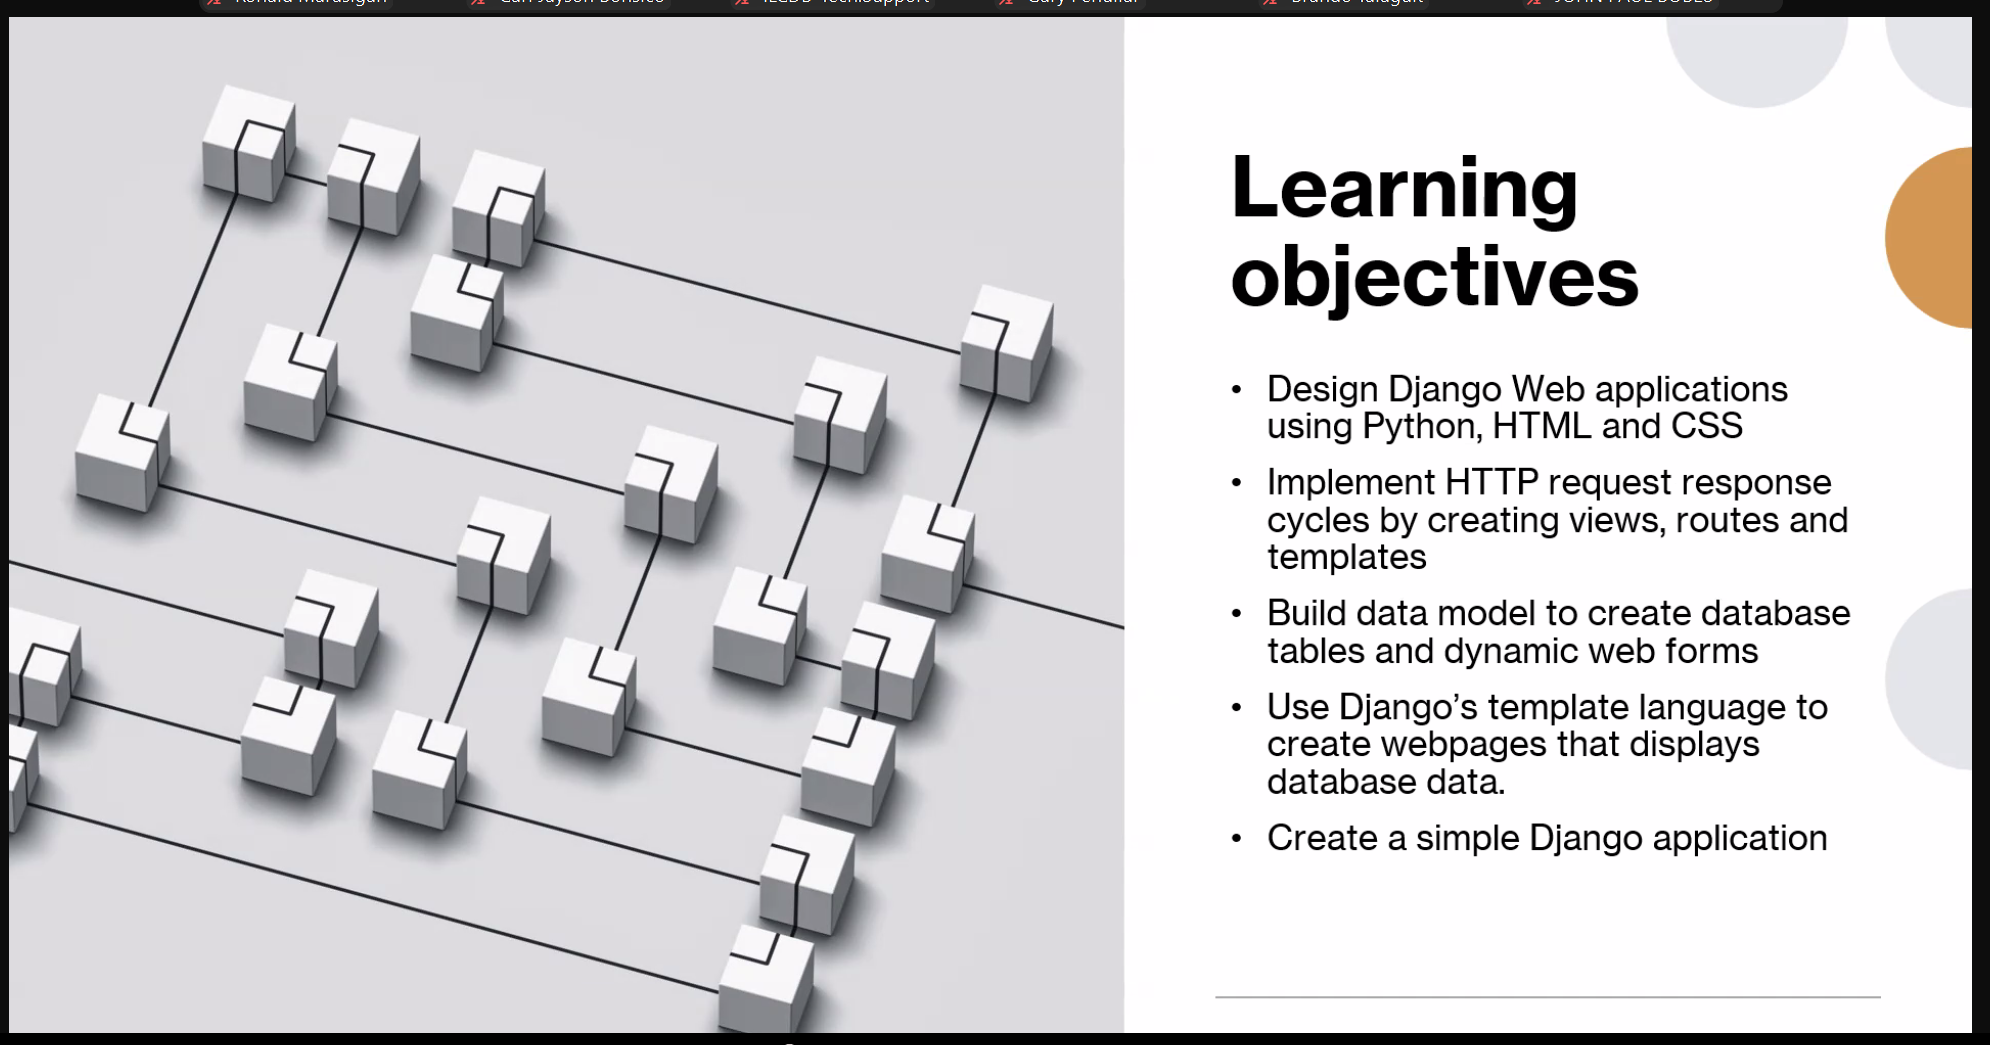 Learning
objectives
• Design Django Web applications
using Python, HTML and CSS
• Implement HTTP request response
cycles by creating views, routes and
templates
• Build data model to create database
tables and dynamic web forms
• Use Django’s template language to
create webpages that displays
database data.
• Create a simple Django application